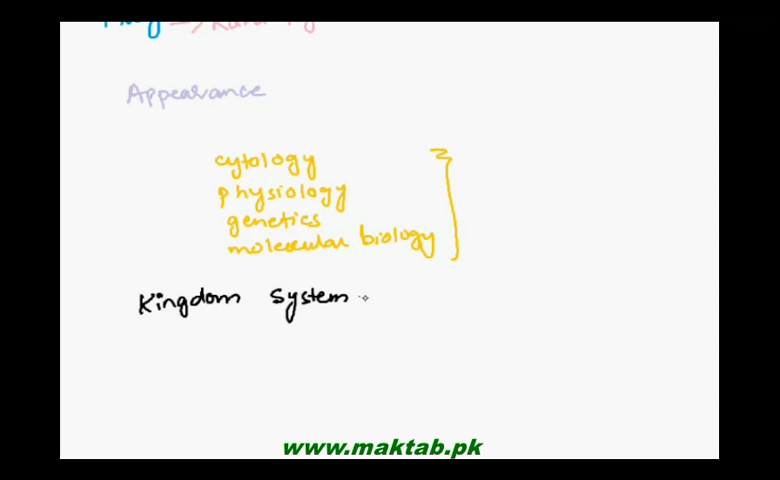 Appearance
cytology
physiology
genetics
molecular biology
Kingdom System
www.maktab.pk